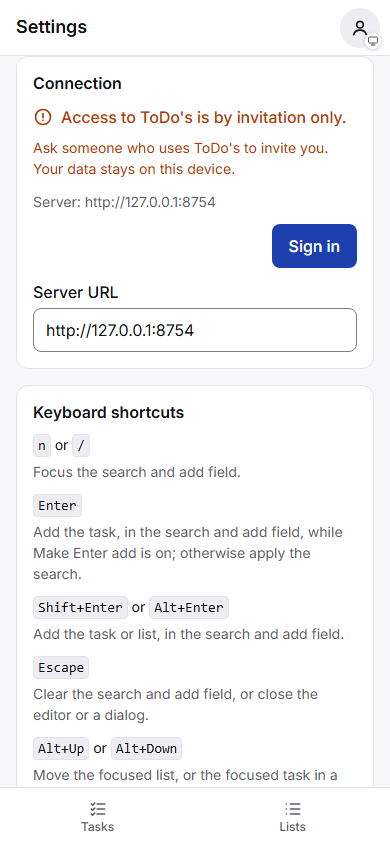 Settings
Connection
Access to ToDo's is by invitation only.
Ask someone who uses ToDo's to invite you.
Your data stays on this device.
Server: http://127.0.0.1:8754
Sign in
Server URL
http://127.0.0.1:8754
Keyboard shortcuts
n or /
Focus the search and add field.
Enter
Add the task, in the search and add field, while
Make Enter add is on; otherwise apply the
search.
Shift+Enter or Alt+Enter
Add the task or list, in the search and add field.
Escape
Clear the search and add field, or close the
editor or a dialog.
Alt+Up or Alt+Down
Move the focused list, or the focused task in a
Tasks
Lists